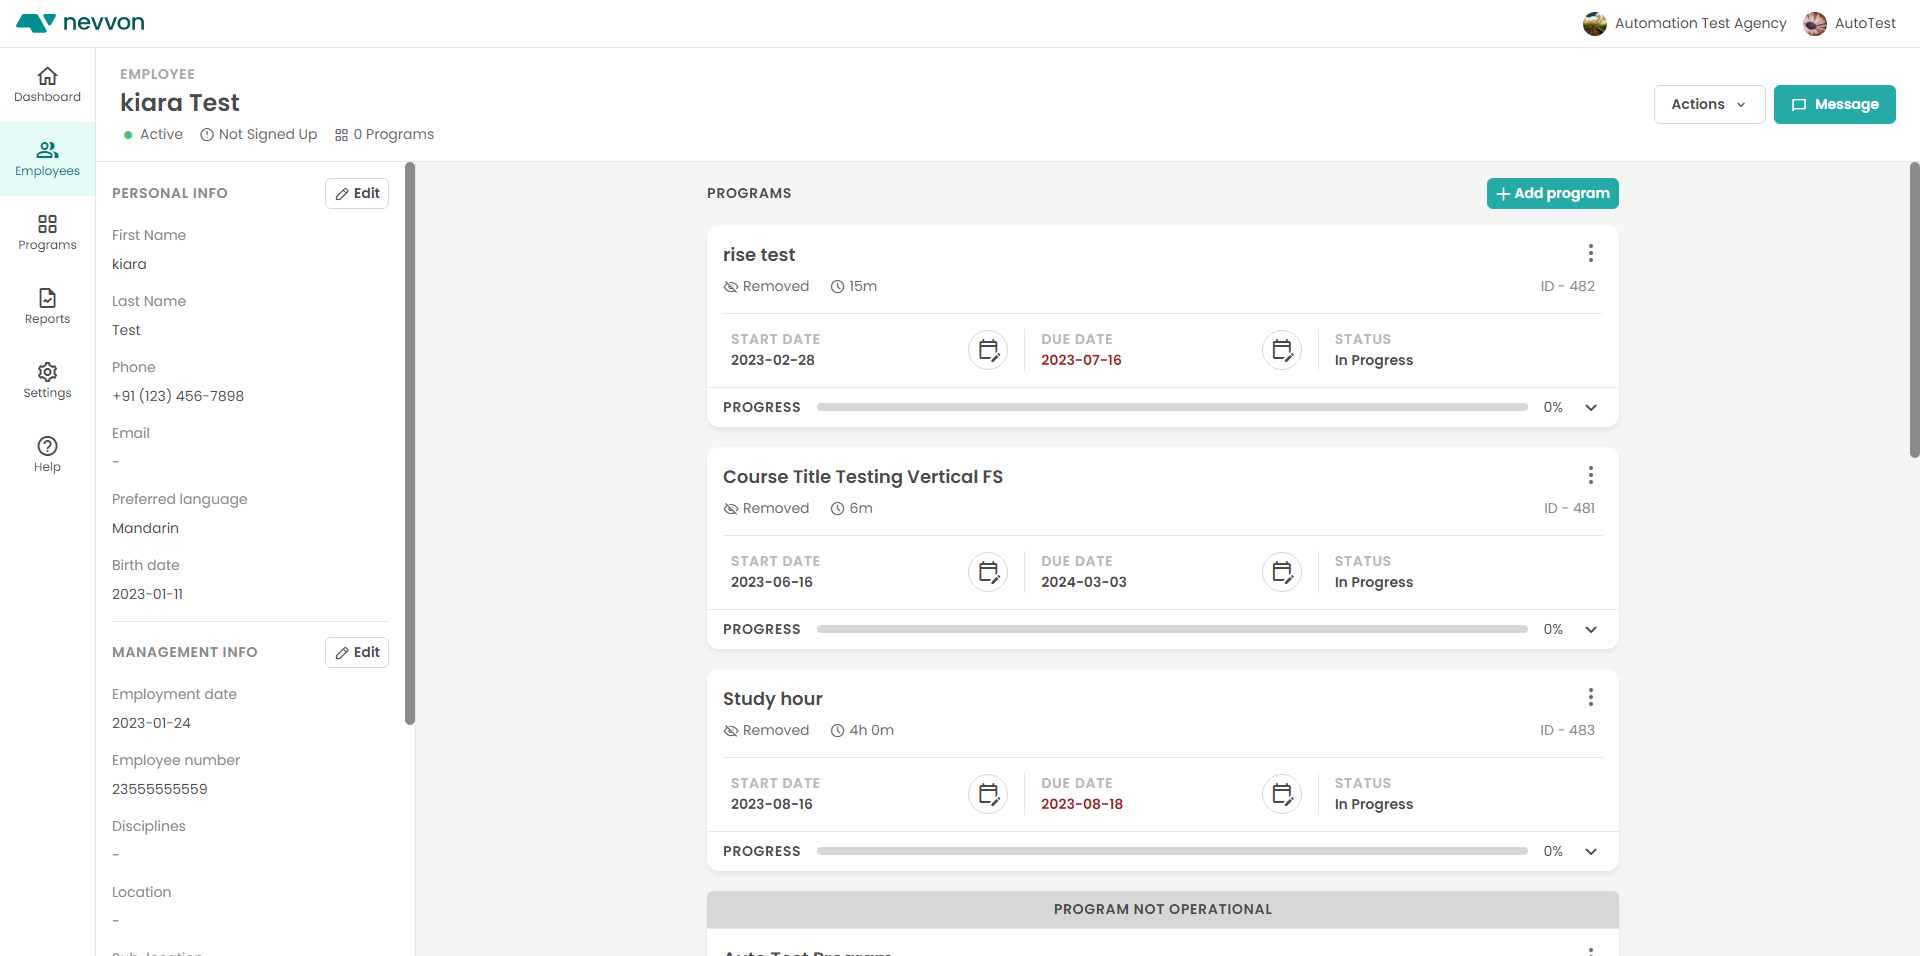 nevvon
Automation Test Agency
AutoTest
Dashboard
Employees
Programs
Reports
Settings
Help
EMPLOYEE
kiara Test
Active
Not Signed Up
0 Programs
Actions
Message
PERSONAL INFO
Edit
First Name
kiara
Last Name
Test
Phone
+91 (123) 456-7898
Email
-
Preferred language
Mandarin
Birth date
2023-01-11
MANAGEMENT INFO
Edit
Employment date
2023-01-24
Employee number
23555555559
Disciplines
-
Location
-
Sub-location
PROGRAMS
Add program
rise test
Removed
15m
ID - 482
START DATE
2023-02-28
DUE DATE
2023-07-16
STATUS
In Progress
PROGRESS
0%
Course Title Testing Vertical FS
Removed
6m
ID - 481
START DATE
2023-06-16
DUE DATE
2024-03-03
STATUS
In Progress
PROGRESS
0%
Study hour
Removed
4h 0m
ID - 483
START DATE
2023-08-16
DUE DATE
2023-08-18
STATUS
In Progress
PROGRESS
0%
PROGRAM NOT OPERATIONAL
Auto Test Program